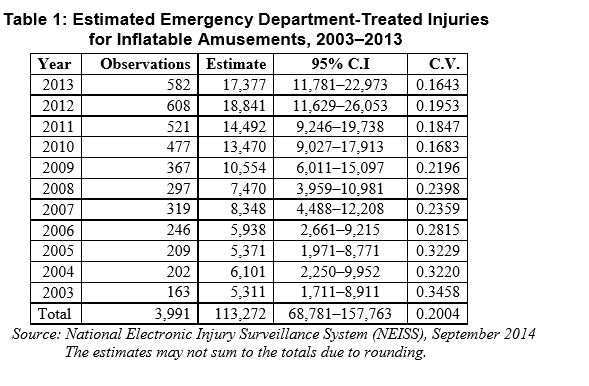 Table 1: Estimated Emergency Department-Treated Injuries
for Inflatable Amusements, 2003–2013
Year Observations Estimate 95% C.I C.V.
2013 582 17,377 11,781–22,973 0.1643
2012 608 18,841 11,629–26,053 0.1953
2011 521 14,492 9,246–19,738 0.1847
2010 477 13,470 9,027–17,913 0.1683
2009 367 10,554 6,011–15,097 0.2196
2008 297 7,470 3,959–10,981 0.2398
2007 319 8,348 4,488–12,208 0.2359
2006 246 5,938 2,661–9,215 0.2815
2005 209 5,371 1,971–8,771 0.3229
2004 202 6,101 2,250–9,952 0.3220
2003 163 5,311 1,711–8,911 0.3458
Total 3,991 113,272 68,781–157,763 0.2004
Source: National Electronic Injury Surveillance System (NEISS), September 2014
The estimates may not sum to the totals due to rounding.